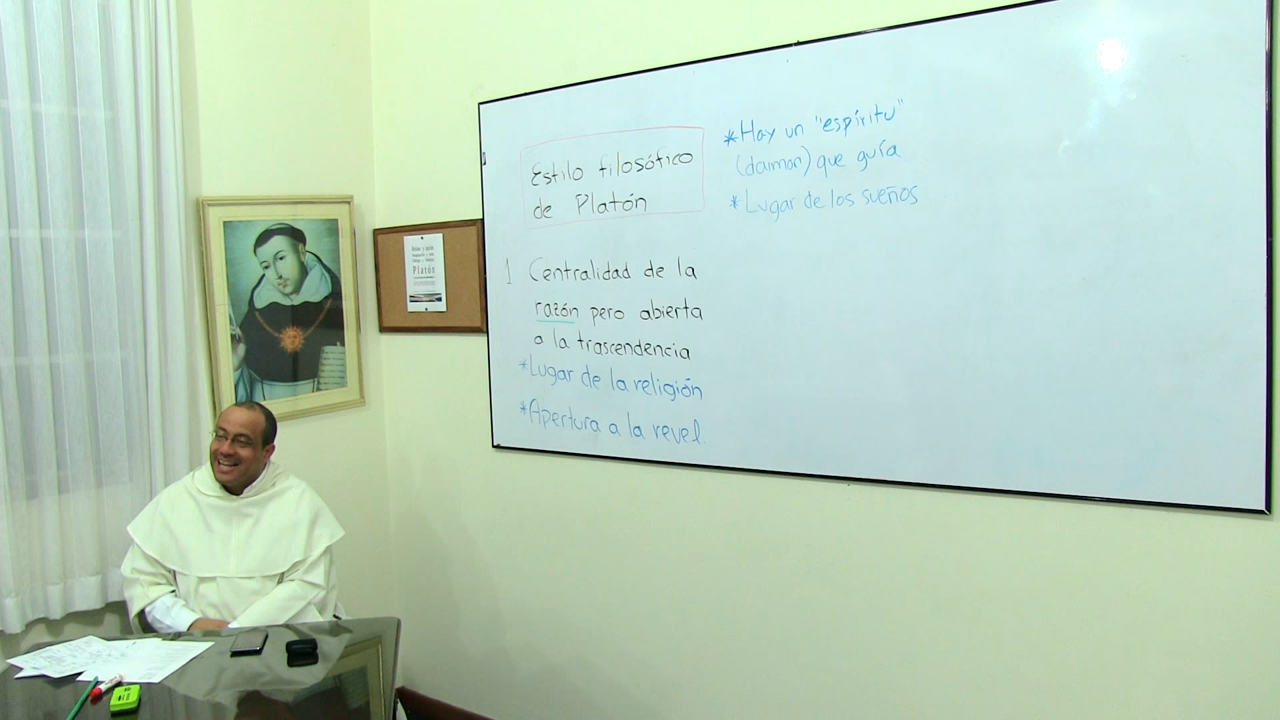 Estilo filosófico
de Platón
1 Centralidad de la
razón pero abierta
a la trascendencia
*Lugar de la religión
*Apertura a la revel.
*Hay un "espíritu"
(daimon) que guía
*Lugar de los sueños
Platón